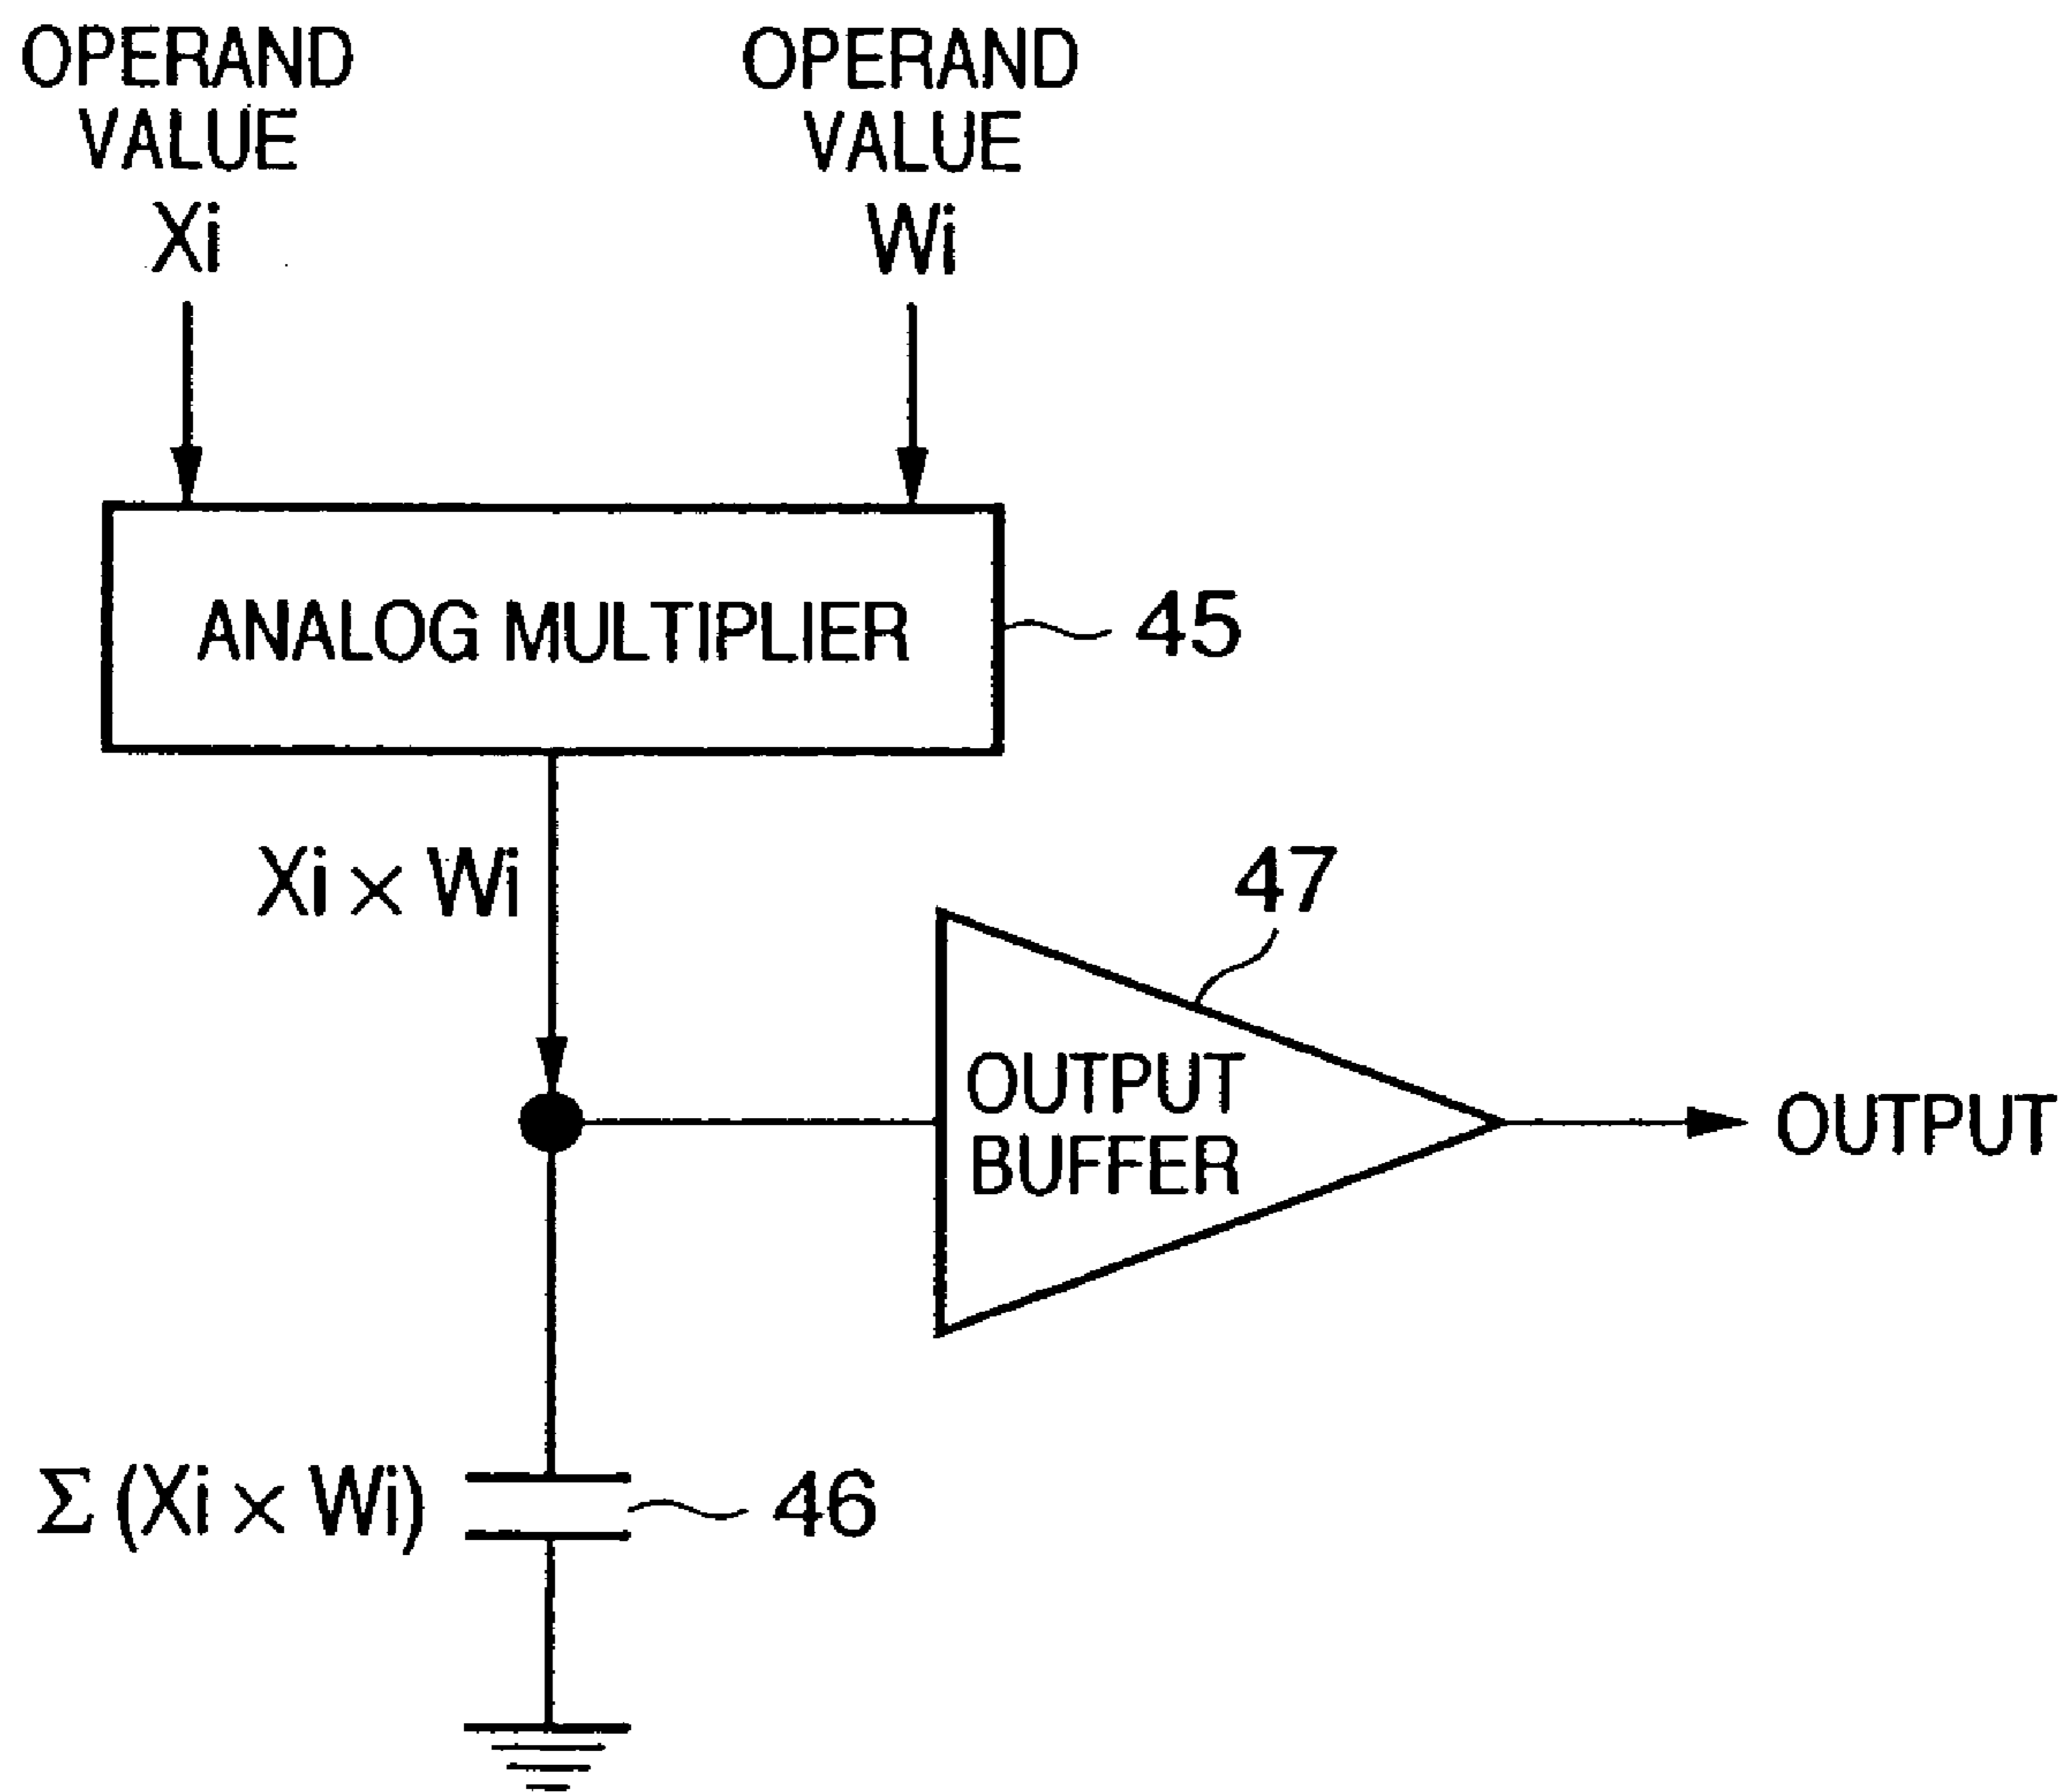 OPERAND
VALUE
Xi
OPERAND
VALUE
Wi
ANALOG MULTIPLIER
45
Xi × Wi
47
OUTPUT
BUFFER
OUTPUT
Σ (Xi × Wi)
46